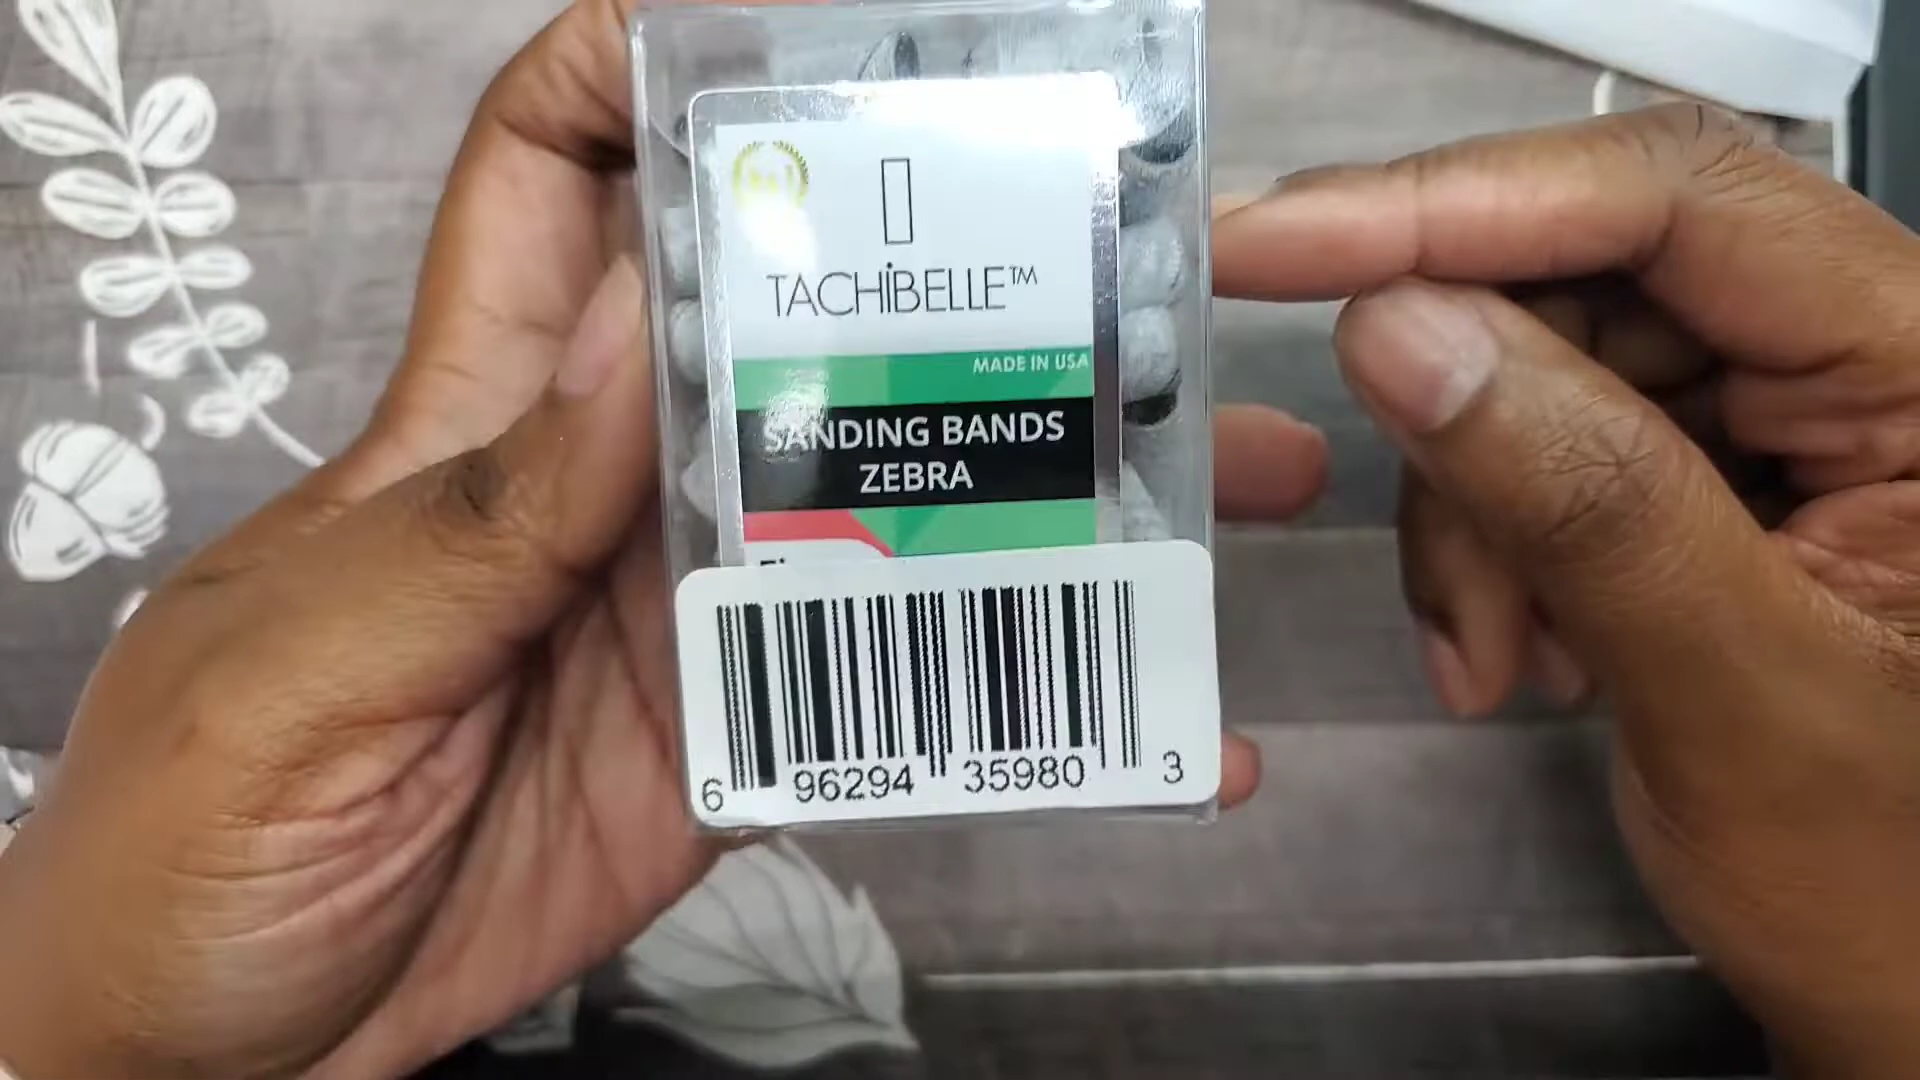 TACHiBELLE™
MADE IN USA
SANDING BANDS
ZEBRA
6 96294 35980 3